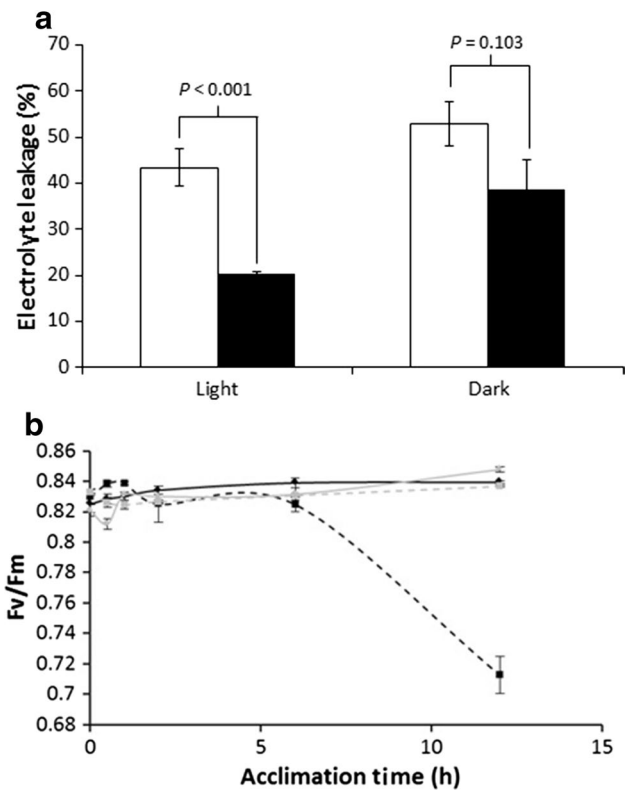 a
70
60
50
40
30
20
10
0
Electrolyte leakage (%)
P < 0.001
P = 0.103
Light
Dark
b
0.86
0.84
0.82
0.8
0.78
0.76
0.74
0.72
0.7
0.68
Fv/Fm
0
5
10
15
Acclimation time (h)